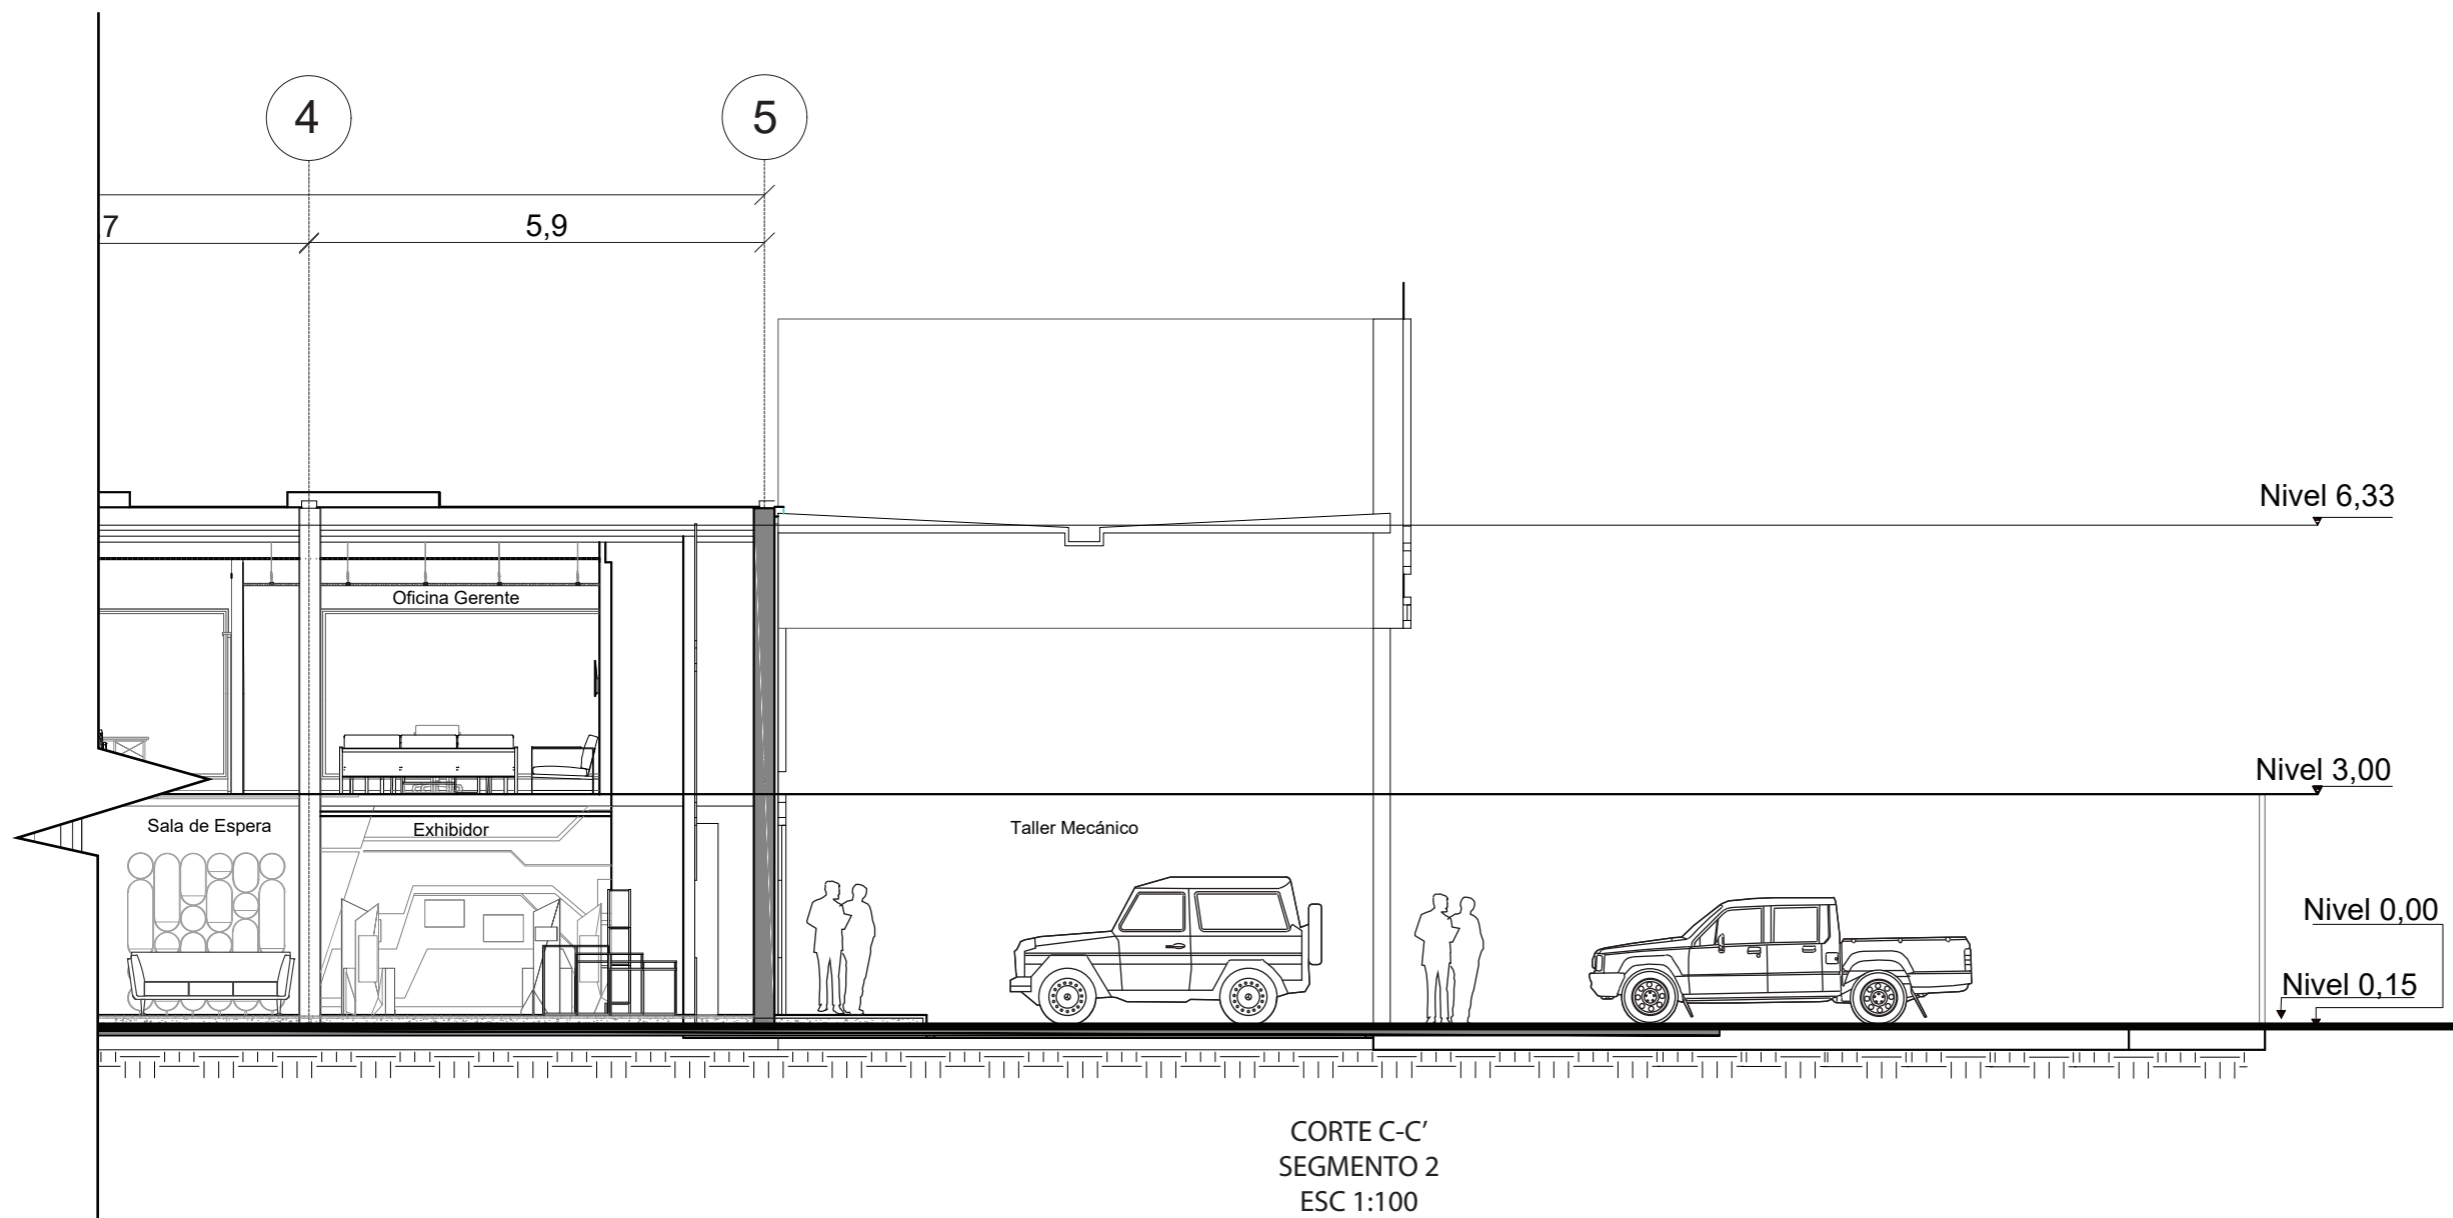 4
5
7
5,9
Nivel 6,33
Oficina Gerente
Nivel 3,00
Sala de Espera
Exhibidor
Taller Mecánico
Nivel 0,00
Nivel 0,15
CORTE C-C’
SEGMENTO 2
ESC 1:100